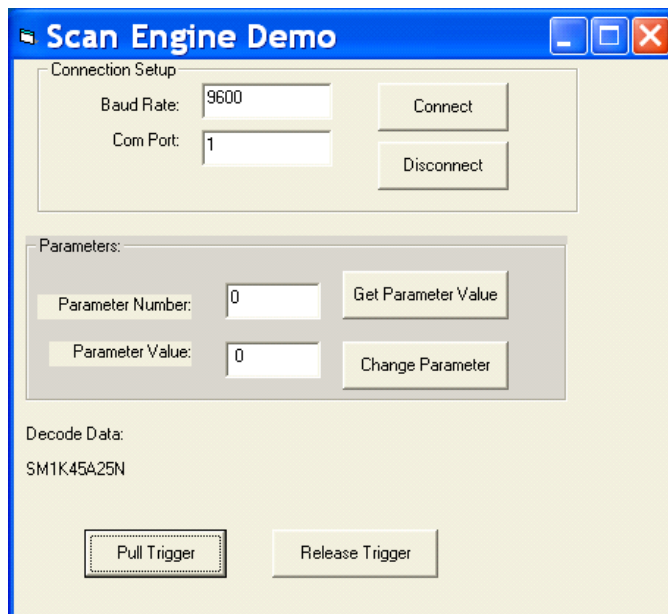 Scan Engine Demo
Connection Setup
Baud Rate: 9600 Connect
Com Port: 1
Disconnect
Parameters:
Parameter Number: 0 Get Parameter Value
Parameter Value: 0 Change Parameter
Decode Data:
SM1K45A25N
Pull Trigger Release Trigger